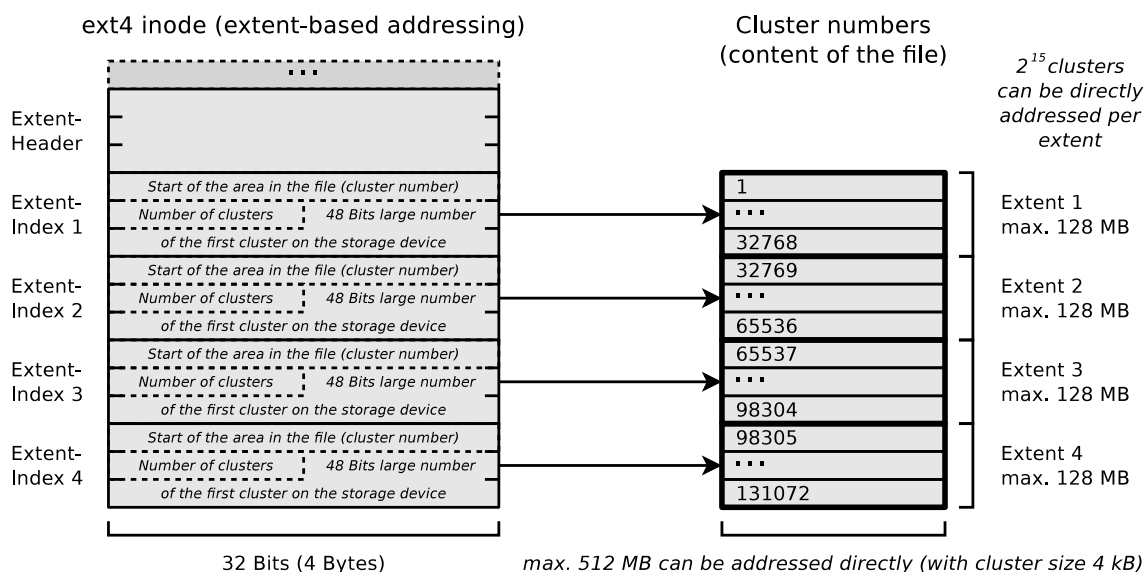 ext4 inode (extent-based addressing)
Cluster numbers
(content of the file)
2^15 clusters
can be directly
addressed per
extent
...
Extent-
Header
Extent-
Index 1
Start of the area in the file (cluster number)
Number of clusters
48 Bits large number
of the first cluster on the storage device
1
...
32768
Extent 1
max. 128 MB
Extent-
Index 2
Start of the area in the file (cluster number)
Number of clusters
48 Bits large number
of the first cluster on the storage device
32769
...
65536
Extent 2
max. 128 MB
Extent-
Index 3
Start of the area in the file (cluster number)
Number of clusters
48 Bits large number
of the first cluster on the storage device
65537
...
98304
Extent 3
max. 128 MB
Extent-
Index 4
Start of the area in the file (cluster number)
Number of clusters
48 Bits large number
of the first cluster on the storage device
98305
...
131072
Extent 4
max. 128 MB
32 Bits (4 Bytes)
max. 512 MB can be addressed directly (with cluster size 4 kB)